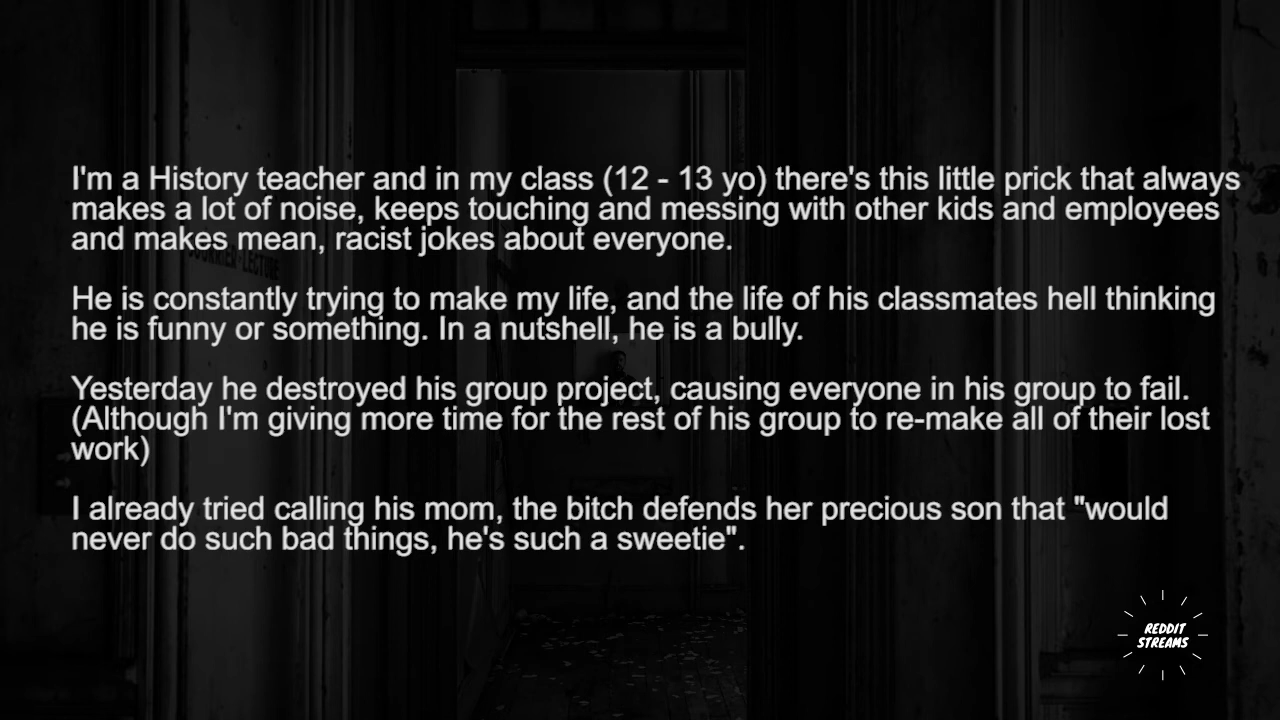 I'm a History teacher and in my class (12 - 13 yo) there's this little prick that always
makes a lot of noise, keeps touching and messing with other kids and employees
and makes mean, racist jokes about everyone.
He is constantly trying to make my life, and the life of his classmates hell thinking
he is funny or something. In a nutshell, he is a bully.
Yesterday he destroyed his group project, causing everyone in his group to fail.
(Although I'm giving more time for the rest of his group to re-make all of their lost
work)
I already tried calling his mom, the bitch defends her precious son that "would
never do such bad things, he's such a sweetie".
REDDIT
STREAMS